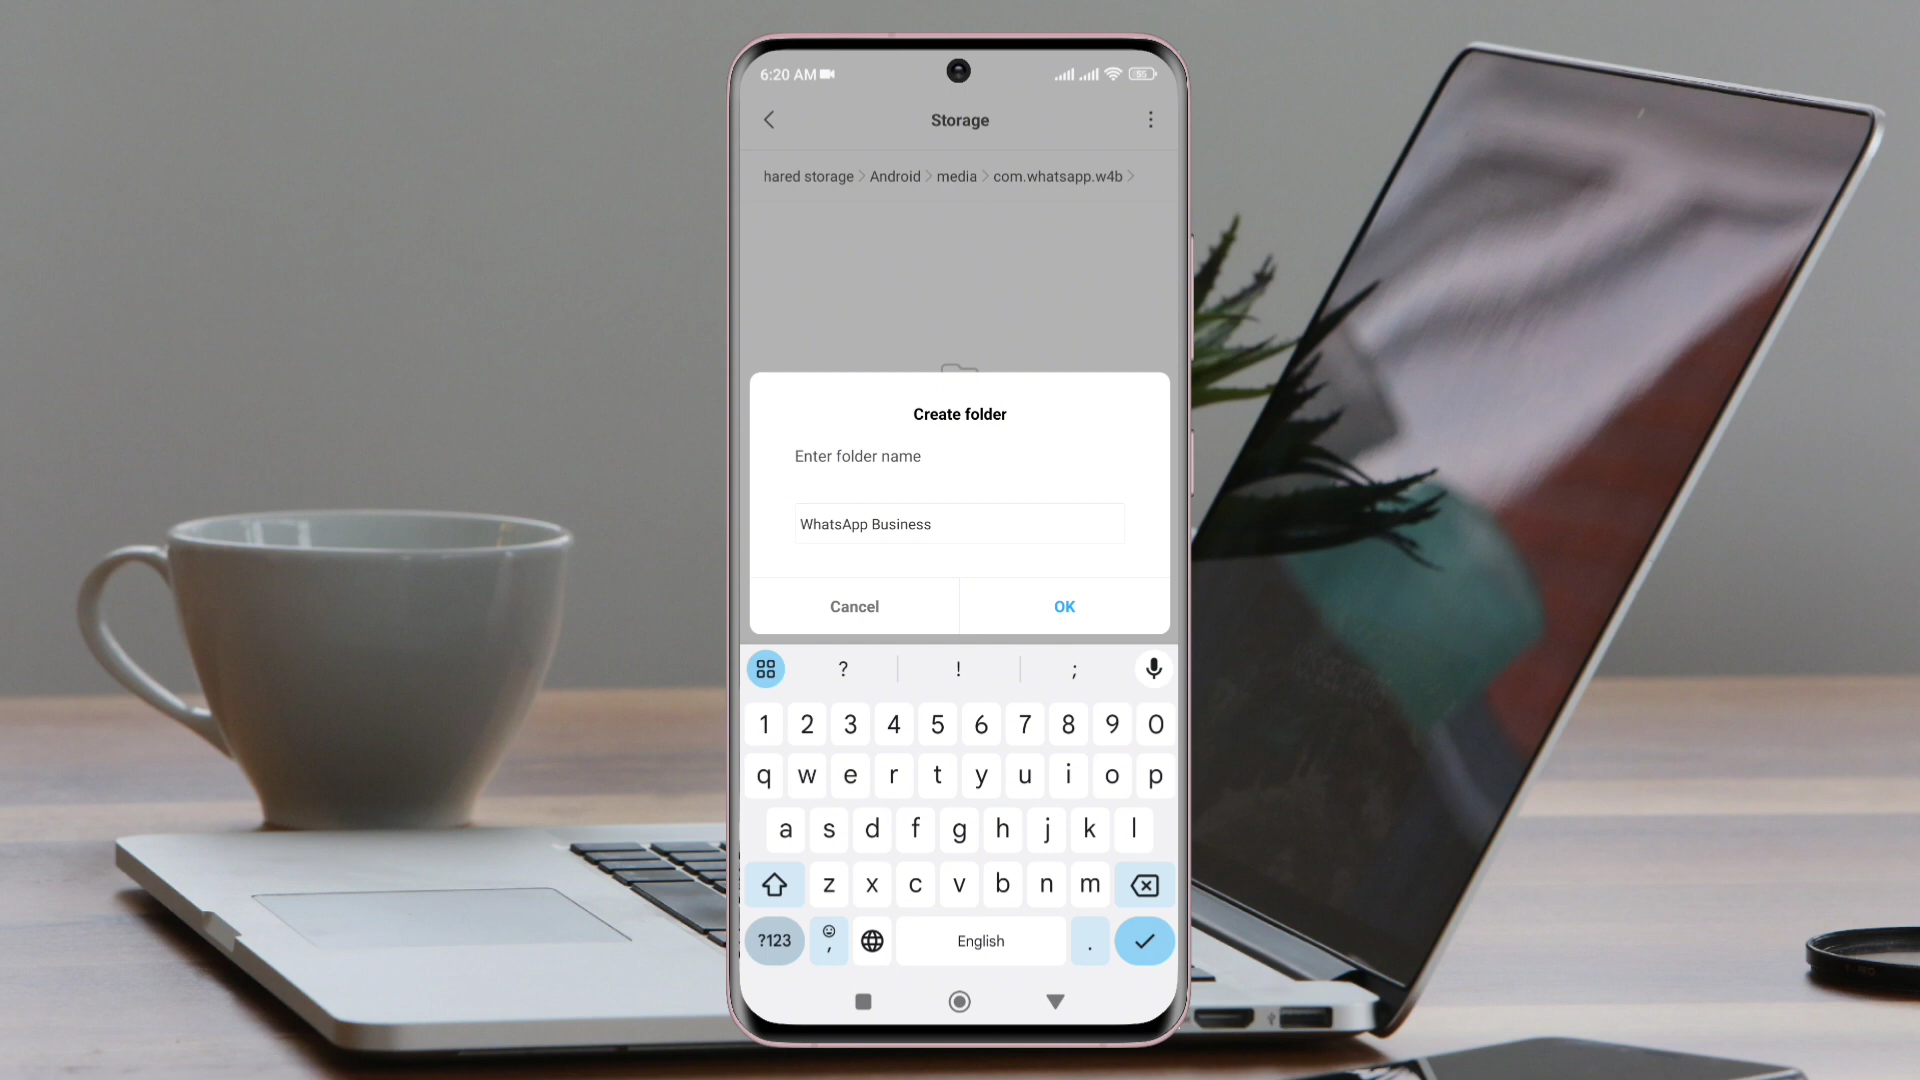 6:20 AM
55
Storage
hared storage > Android > media > com.whatsapp.w4b >
Create folder
Enter folder name
WhatsApp Business
Cancel OK
? ! ;
1 2 3 4 5 6 7 8 9 0
q w e r t y u i o p
a s d f g h j k l
z x c v b n m
?123 , English .